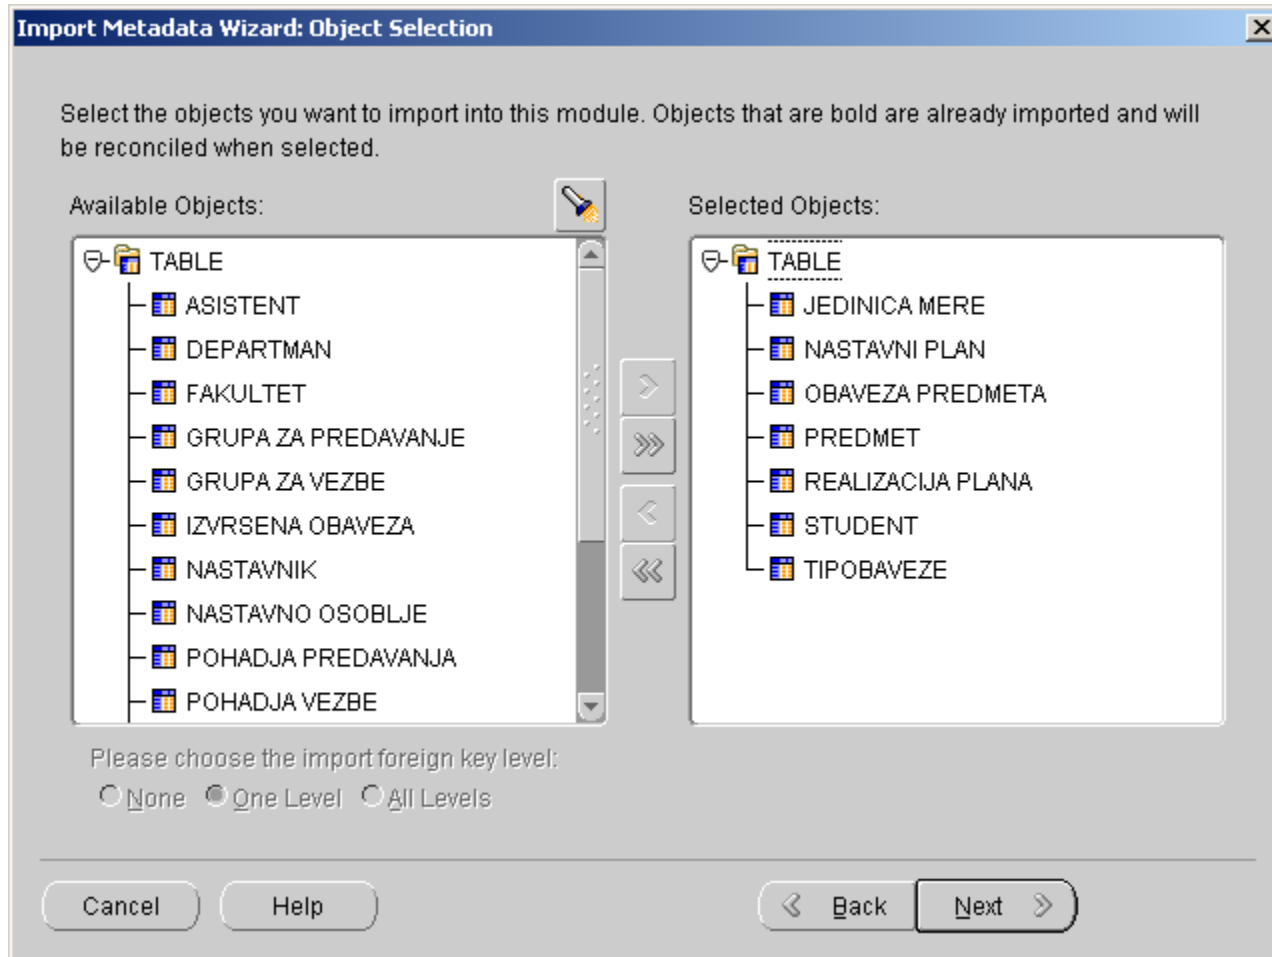 Import Metadata Wizard: Object Selection
Select the objects you want to import into this module. Objects that are bold are already imported and will
be reconciled when selected.
Available Objects:
TABLE
ASISTENT
DEPARTMAN
FAKULTET
GRUPA ZA PREDAVANJE
GRUPA ZA VEZBE
IZVRSENA OBAVEZA
NASTAVNIK
NASTAVNO OSOBLJE
POHADJA PREDAVANJA
POHADJA VEZBE
Selected Objects:
TABLE
JEDINICA MERE
NASTAVNI PLAN
OBAVEZA PREDMETA
PREDMET
REALIZACIJA PLANA
STUDENT
TIPOBAVEZE
Please choose the import foreign key level:
None One Level All Levels
Cancel Help Back Next